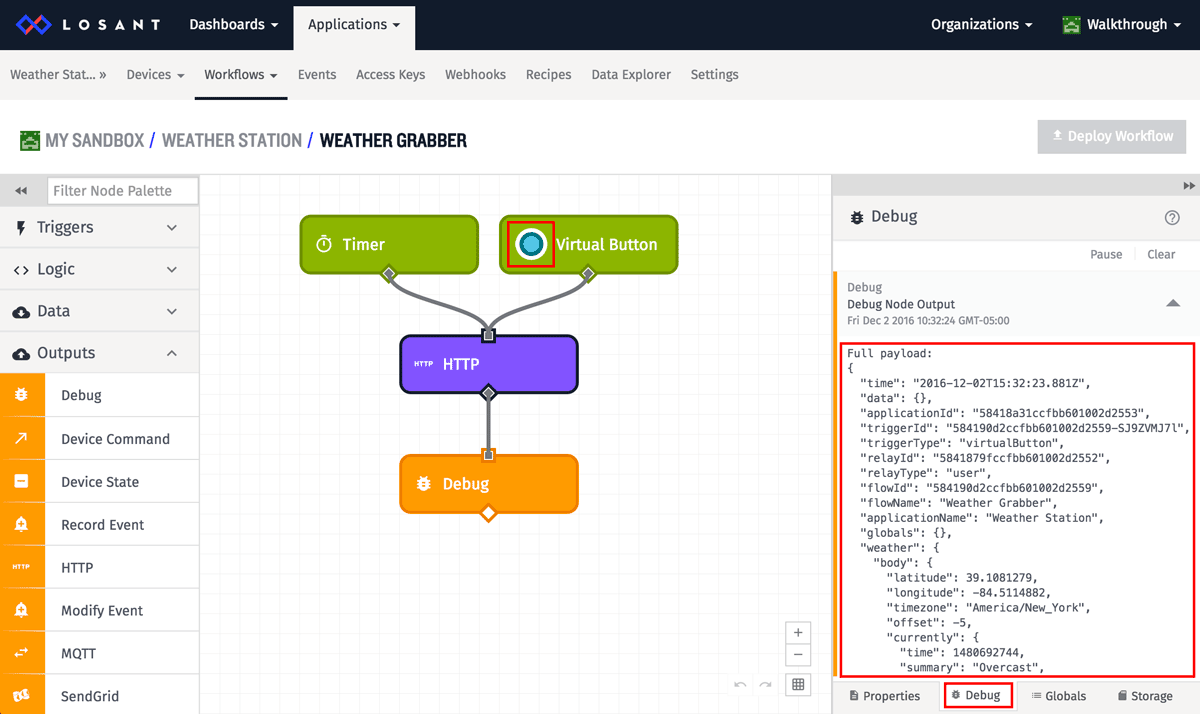 LOSANT Dashboards Applications Organizations Walkthrough
Weather Stat... » Devices Workflows Events Access Keys Webhooks Recipes Data Explorer Settings
MY SANDBOX / WEATHER STATION / WEATHER GRABBER
Deploy Workflow
Filter Node Palette
Triggers
Logic
Data
Outputs
Debug
Device Command
Device State
Record Event
HTTP HTTP
Modify Event
MQTT
SendGrid
Timer
Virtual Button
HTTP HTTP
Debug
Debug
Pause Clear
Debug
Debug Node Output
Fri Dec 2 2016 10:32:24 GMT-05:00
Full payload:
{
"time": "2016-12-02T15:32:23.881Z",
"data": {},
"applicationId": "58418a31ccfbb601002d2553",
"triggerId": "584190d2ccfbb601002d2559-SJ9ZVMJ7l",
"triggerType": "virtualButton",
"relayId": "5841879fccfbb601002d2552",
"relayType": "user",
"flowId": "584190d2ccfbb601002d2559",
"flowName": "Weather Grabber",
"applicationName": "Weather Station",
"globals": {},
"weather": {
"body": {
"latitude": 39.1081279,
"longitude": -84.5114882,
"timezone": "America/New_York",
"offset": -5,
"currently": {
"time": 1480692744,
"summary": "Overcast",
Properties Debug Globals Storage